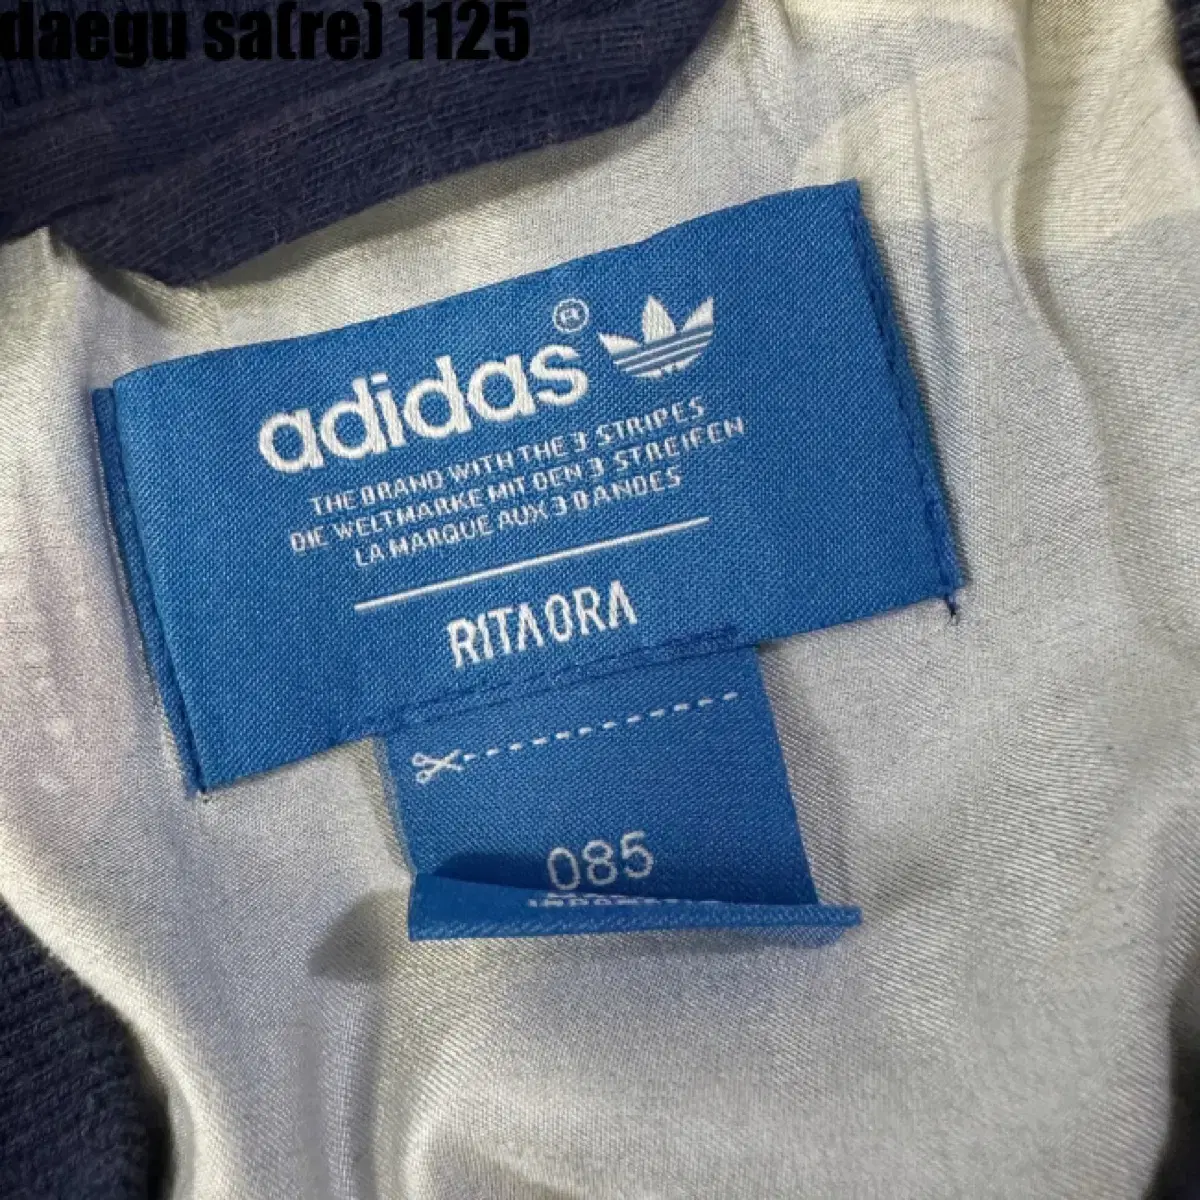 daegu sa(re) 1125
adidas®
THE BRAND WITH THE 3 STRIPES
DIE WELTMARKE MIT DEN 3 STREIFEN
LA MARQUE AUX 3 BANDES
RITA ORA
085